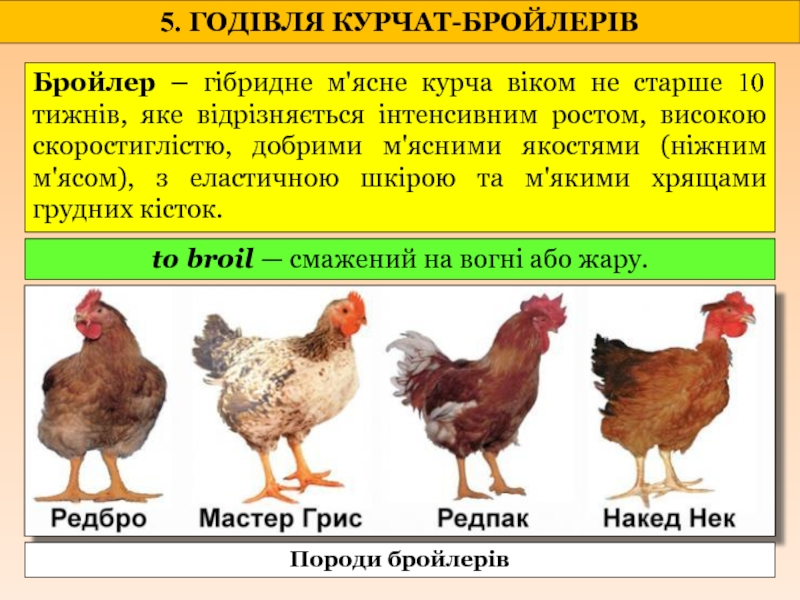 5. ГОДІВЛЯ КУРЧАТ-БРОЙЛЕРІВ
Бройлер – гібридне м'ясне курча віком не старше 10
тижнів, яке відрізняється інтенсивним ростом, високою
скоростиглістю, добрими м'ясними якостями (ніжним
м'ясом), з еластичною шкірою та м'якими хрящами
грудних кісток.
to broil — смажений на вогні або жару.
Редбро Мастер Грис Редпак Накед Нек
Породи бройлерів